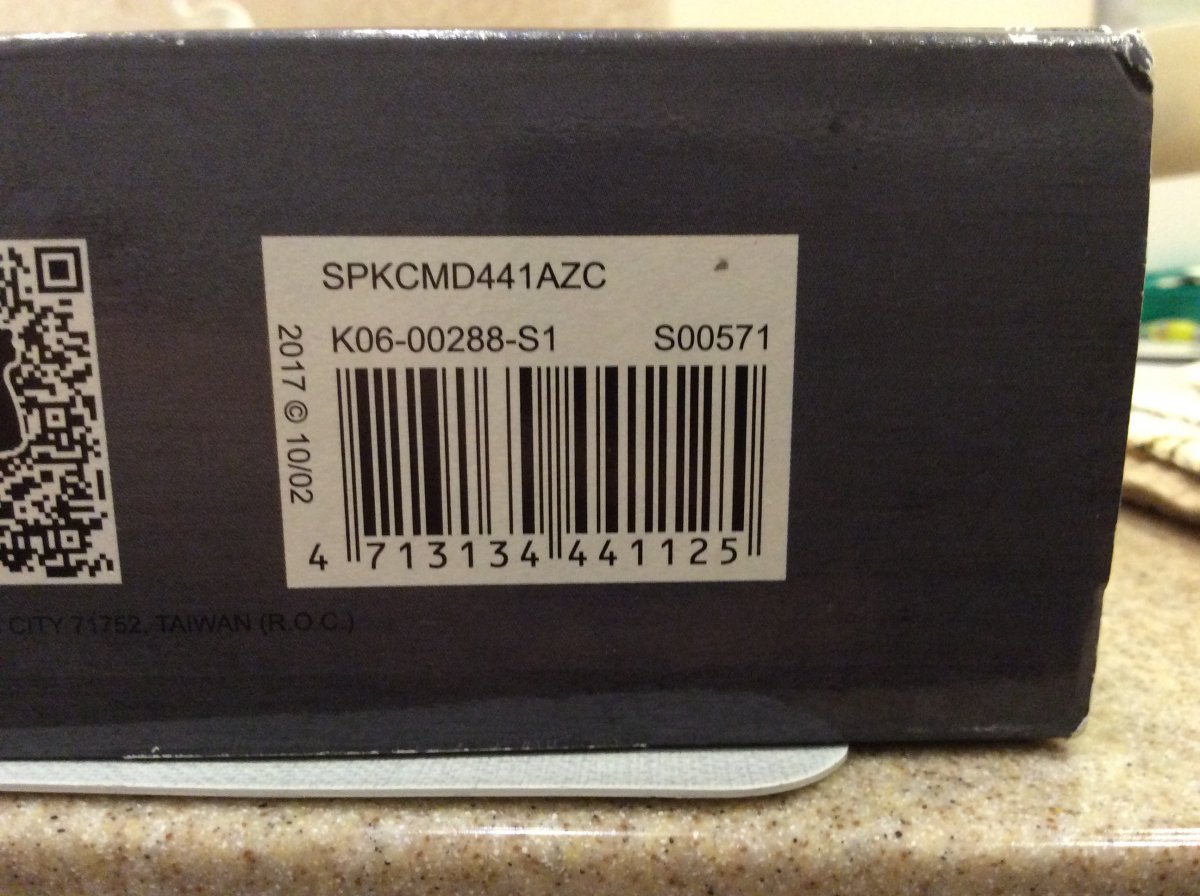 SPKCMD441AZC
K06-00288-S1 S00571
2017 © 10/02
4 713134 441125
CITY 71752, TAIWAN (R.O.C.)